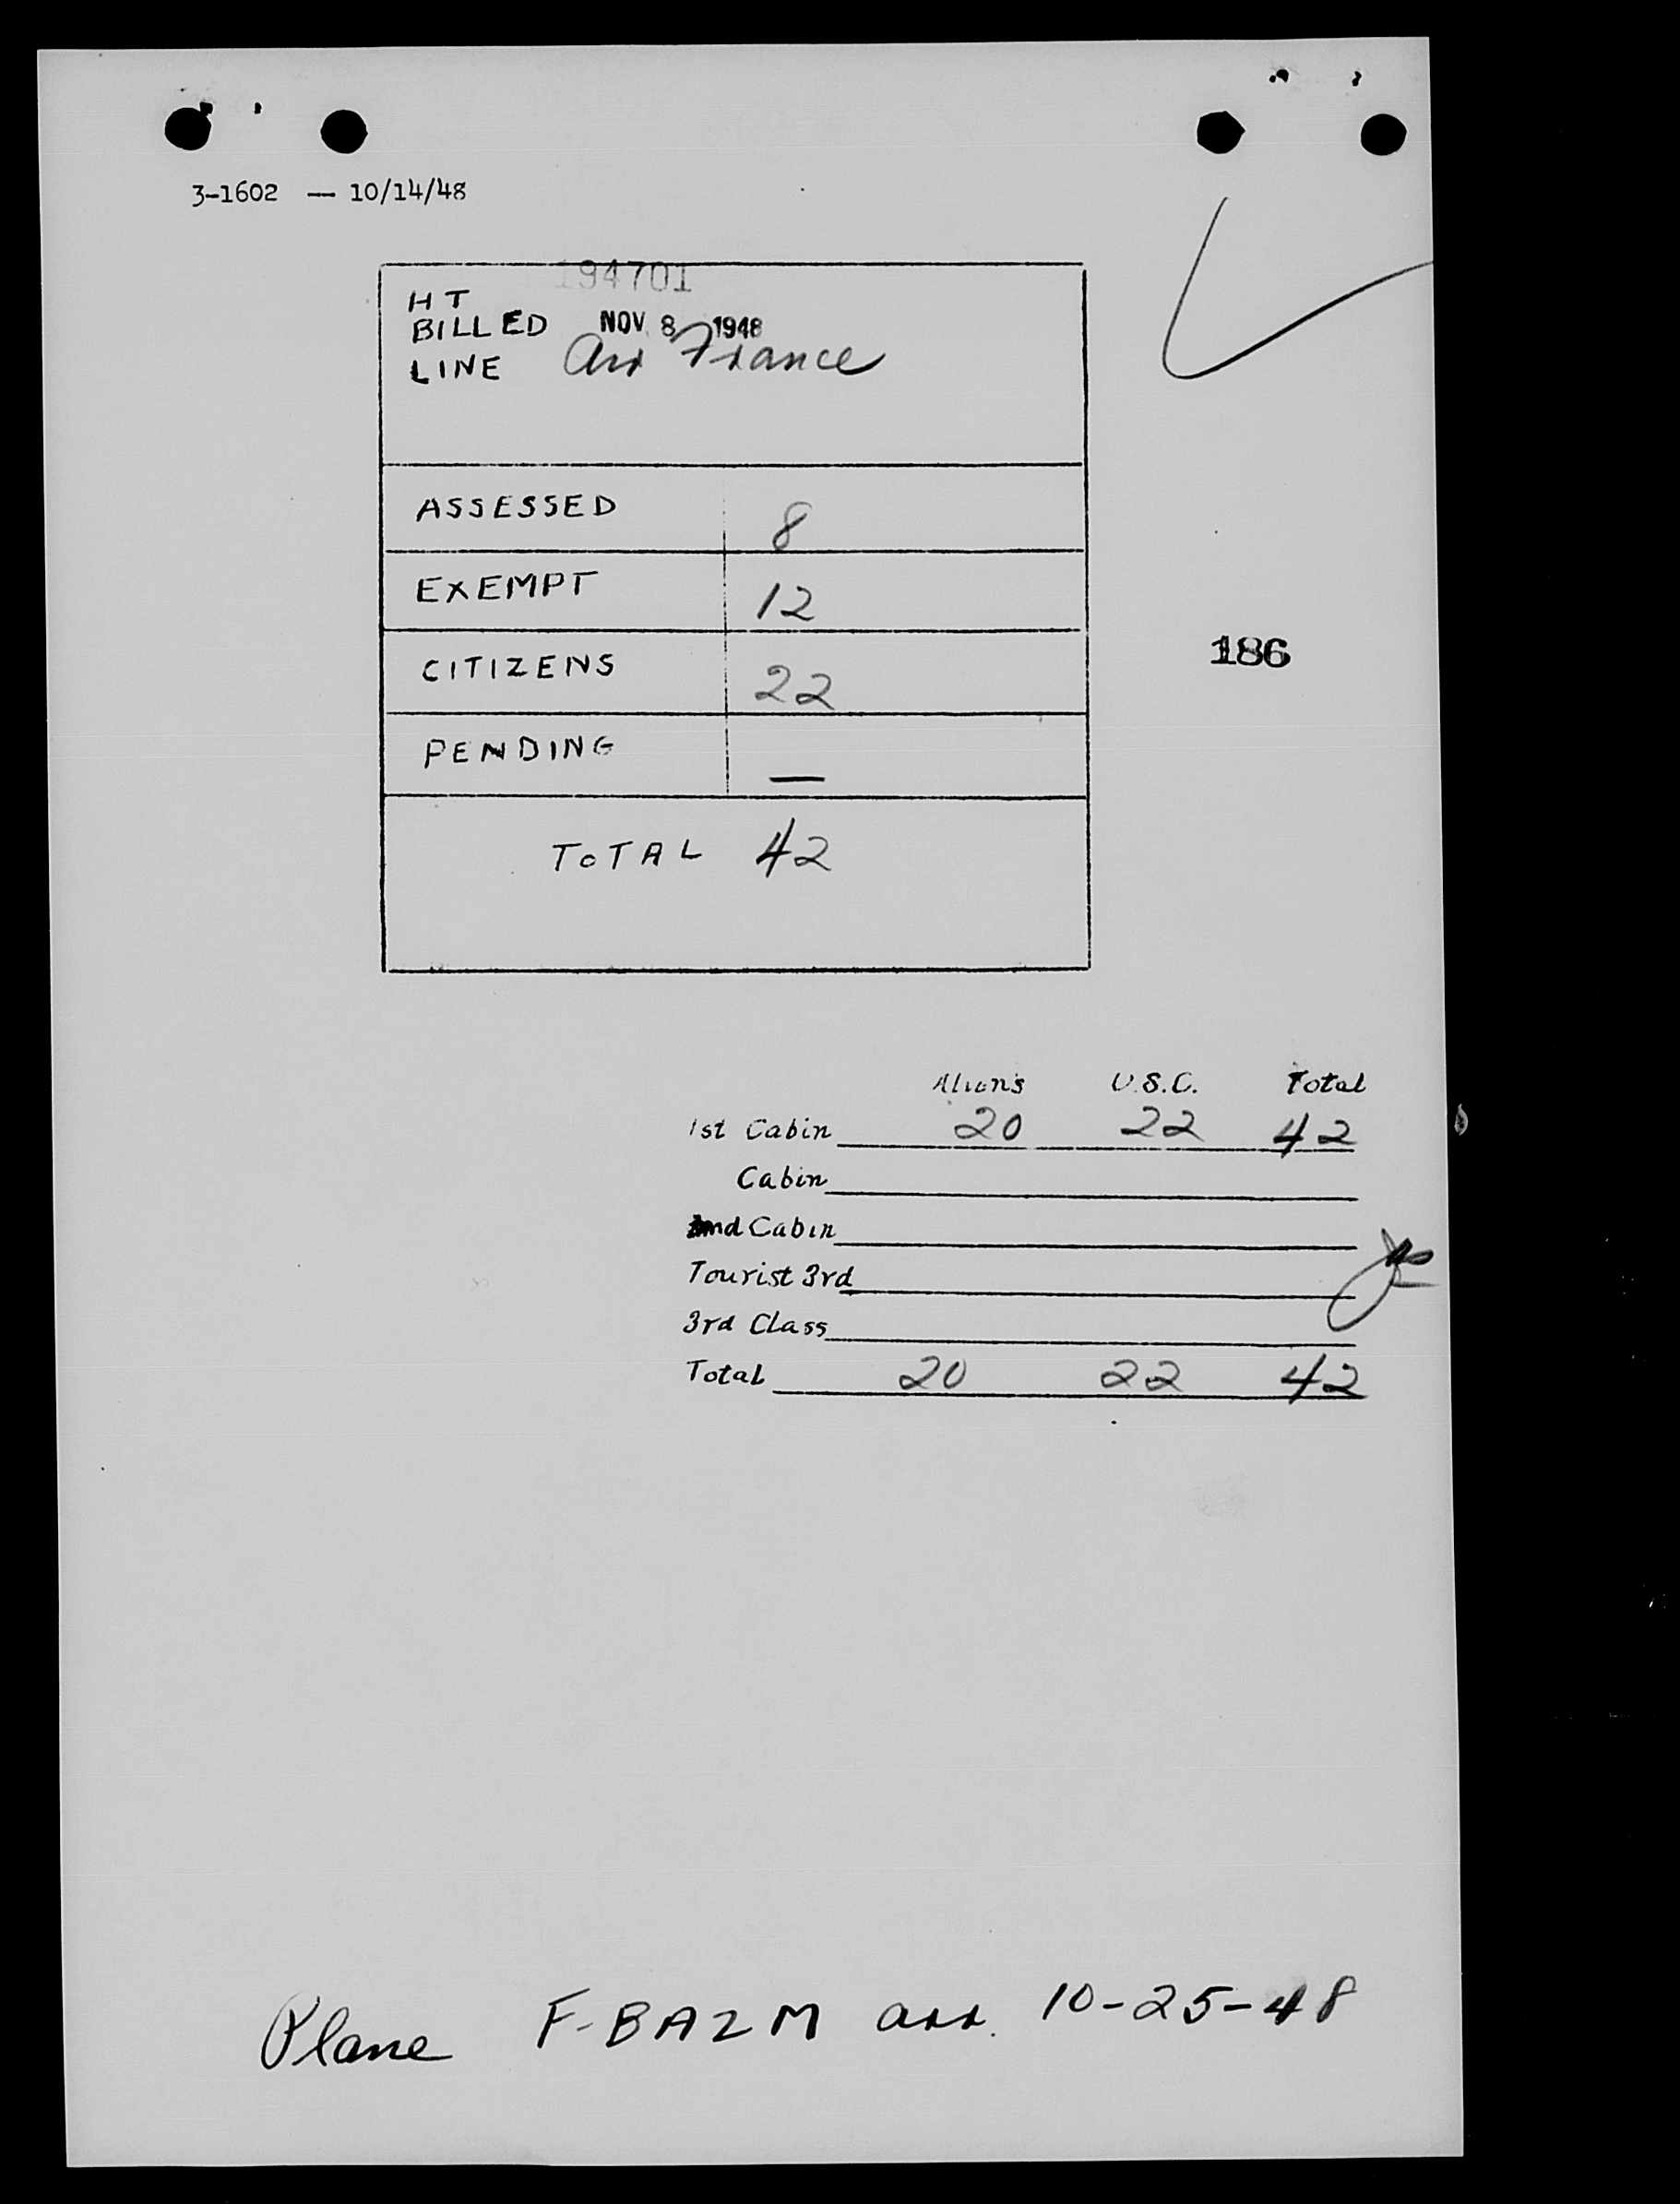 3-1602 — 10/14/48
194701
HT
BILLED NOV 8 1948
LINE Air France
ASSESSED 8
EXEMPT 12
CITIZENS 22
PENDING —
TOTAL 42
186
Aliens U.S.C. Total
1st Cabin 20 22 42
Cabin
2nd Cabin
Tourist 3rd
3rd Class
Total 20 22 42
Plane F-BAZM arr. 10-25-48